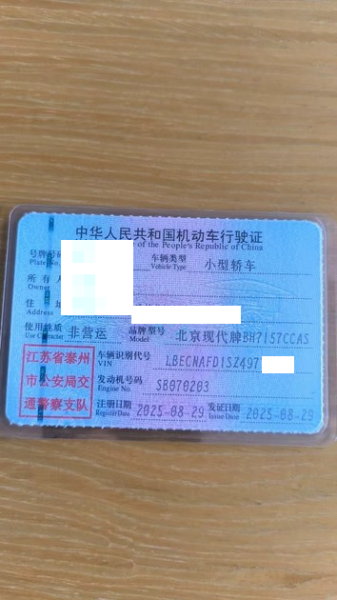 中华人民共和国机动车行驶证
of the People's Republic of China
号牌号码
Plate No.
车辆类型
Vehicle Type
小型轿车
所有人
Owner
住 址
Address
使用性质
Use Character
非营运
品牌型号
Model
北京现代牌BH7157CCAS
江苏省泰州
市公安局交
通警察支队
车辆识别代号
VIN
LBECNAFD1SZ497
发动机号码
Engine No.
SB070203
注册日期
Register Date
2025-08-29
发证日期
Issue Date
2025-08-29